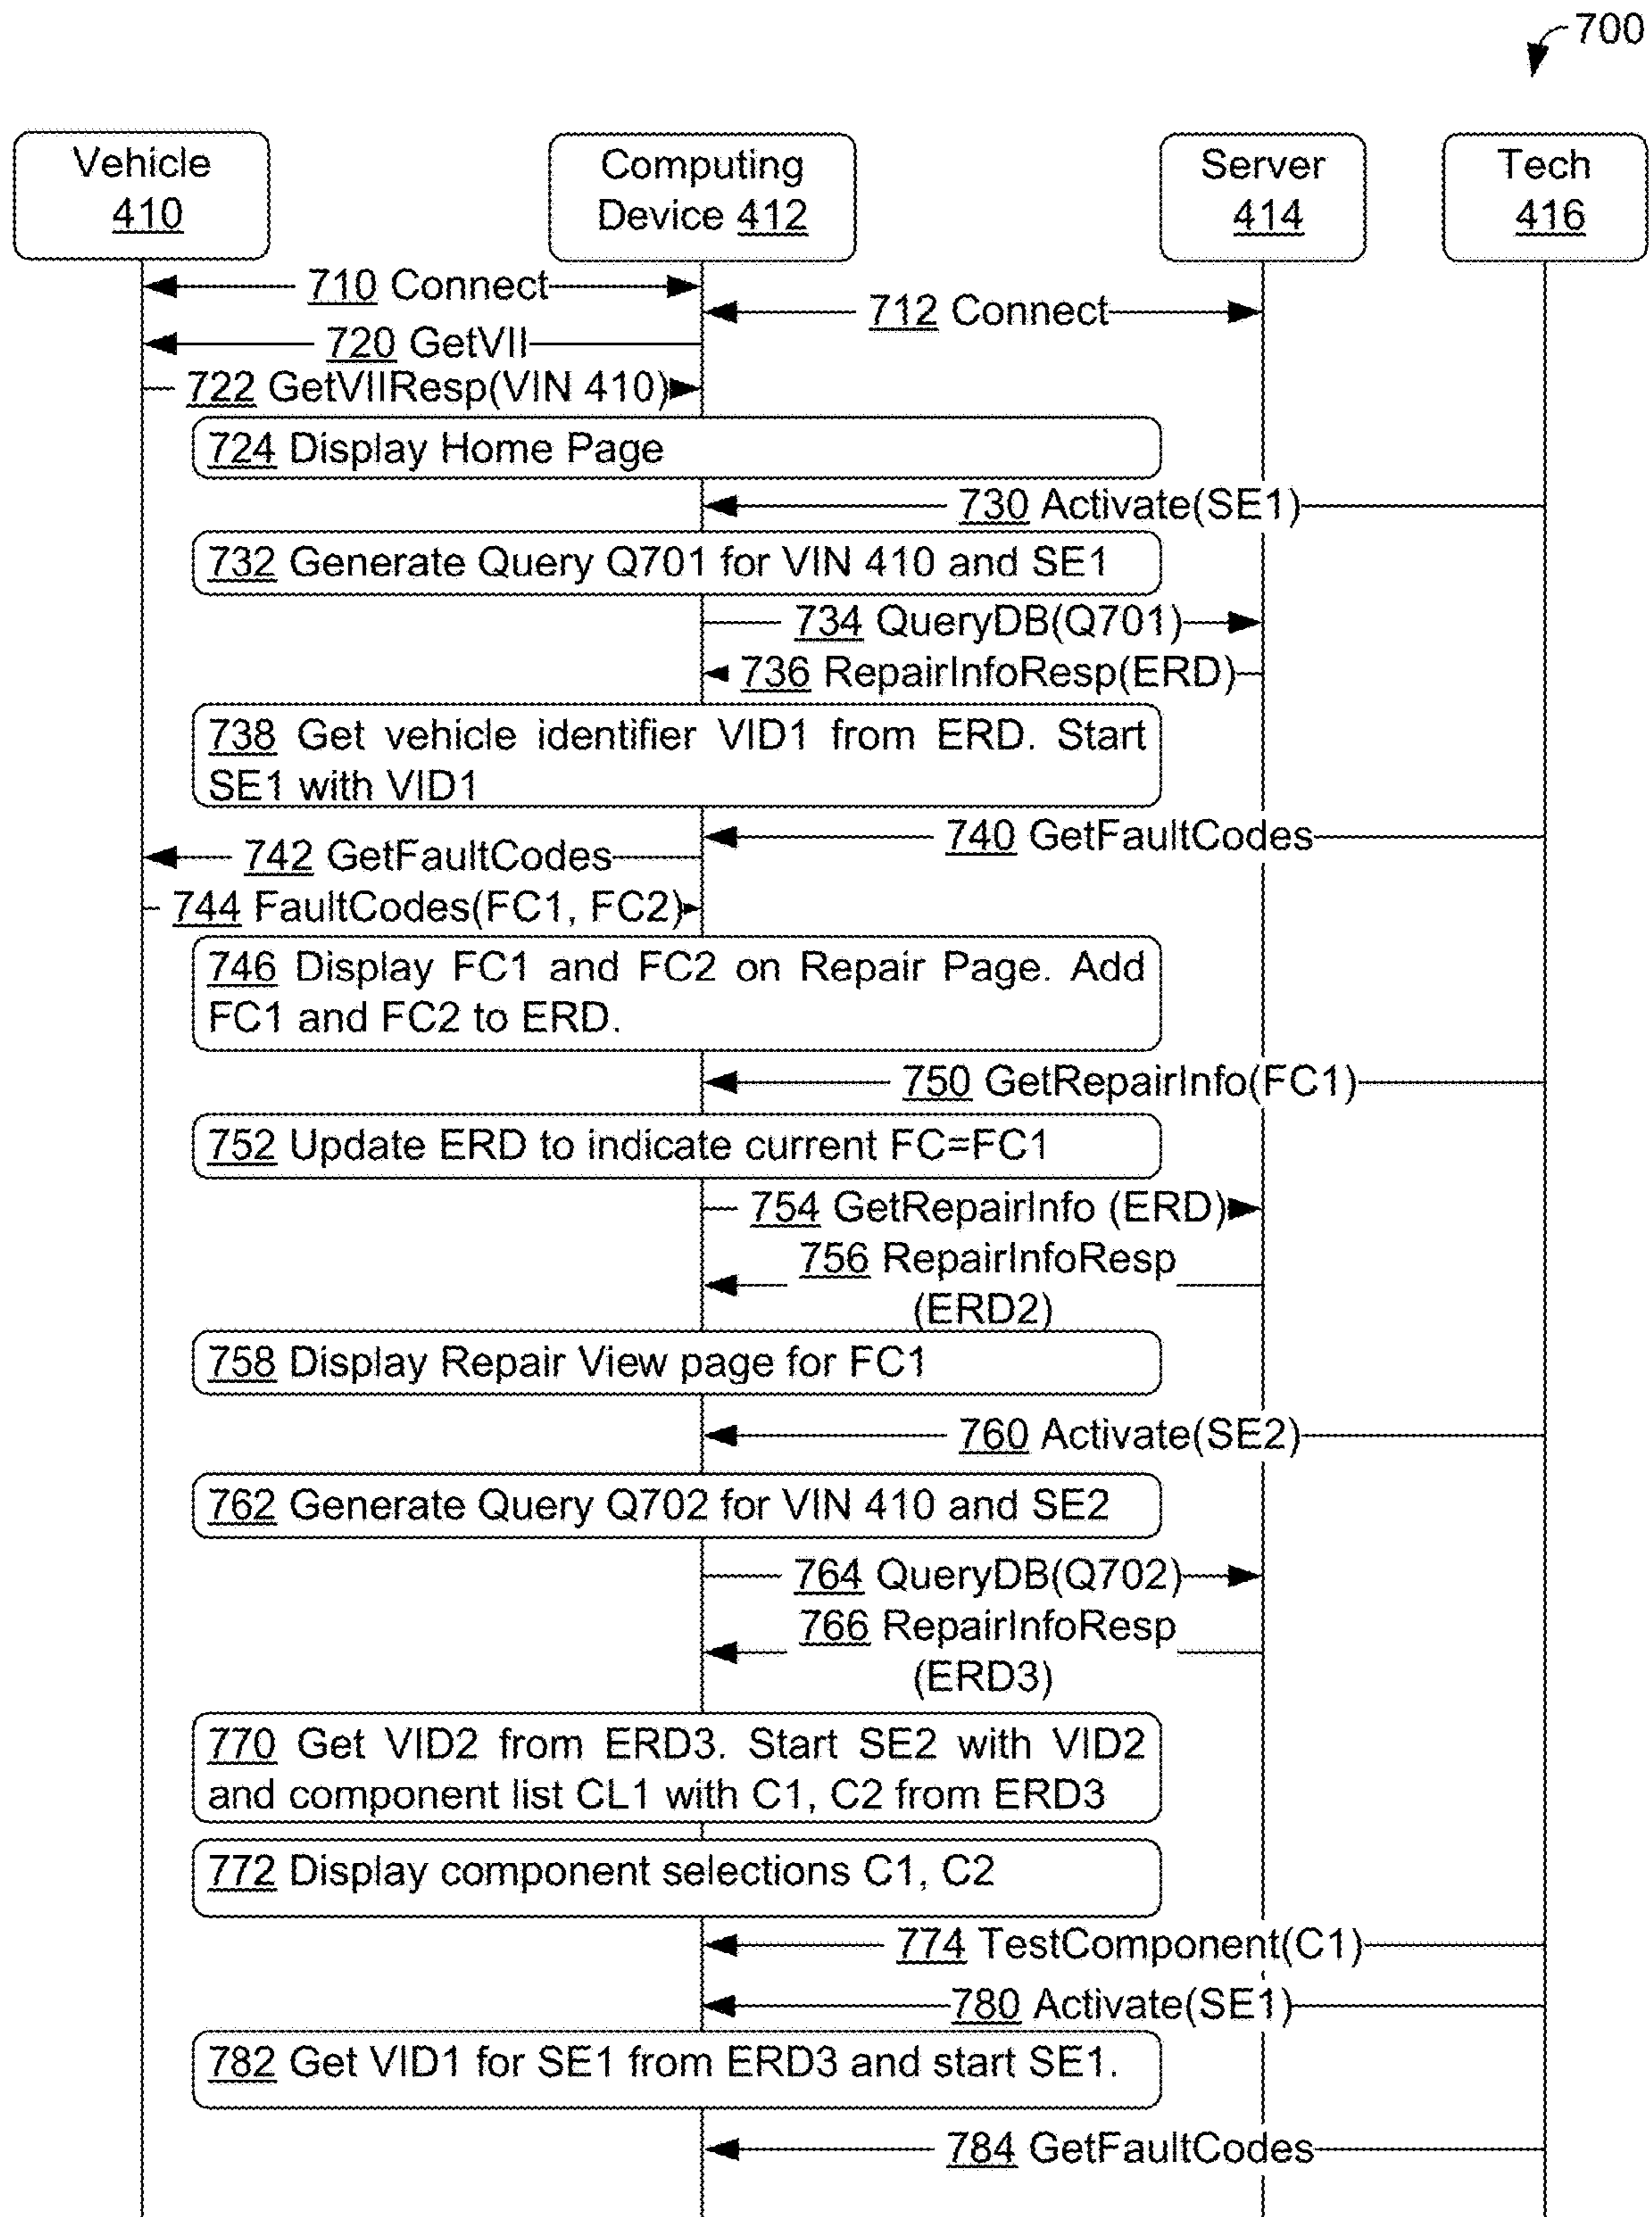 700
Vehicle
410
Computing
Device 412
Server
414
Tech
416
710 Connect
712 Connect
720 GetVII
722 GetVIIResp(VIN 410)
724 Display Home Page
730 Activate(SE1)
732 Generate Query Q701 for VIN 410 and SE1
734 QueryDB(Q701)
736 RepairInfoResp(ERD)
738 Get vehicle identifier VID1 from ERD. Start
SE1 with VID1
740 GetFaultCodes
742 GetFaultCodes
744 FaultCodes(FC1, FC2)
746 Display FC1 and FC2 on Repair Page. Add
FC1 and FC2 to ERD.
750 GetRepairInfo(FC1)
752 Update ERD to indicate current FC=FC1
754 GetRepairInfo (ERD)
756 RepairInfoResp
(ERD2)
758 Display Repair View page for FC1
760 Activate(SE2)
762 Generate Query Q702 for VIN 410 and SE2
764 QueryDB(Q702)
766 RepairInfoResp
(ERD3)
770 Get VID2 from ERD3. Start SE2 with VID2
and component list CL1 with C1, C2 from ERD3
772 Display component selections C1, C2
774 TestComponent(C1)
780 Activate(SE1)
782 Get VID1 for SE1 from ERD3 and start SE1.
784 GetFaultCodes